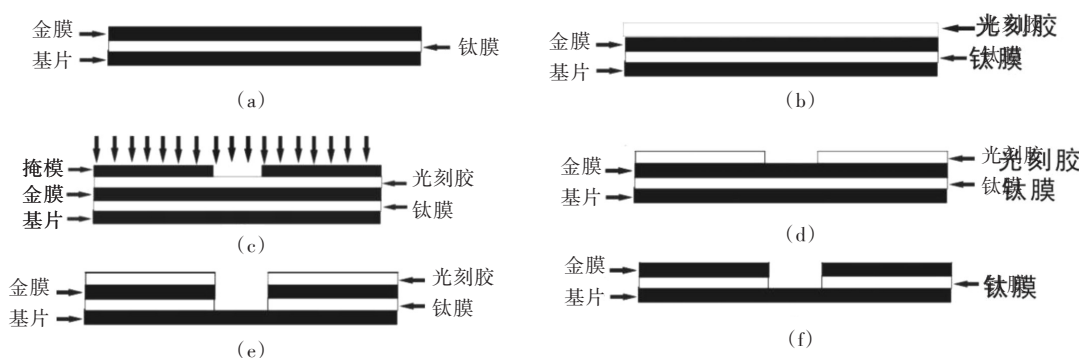 金膜
钛膜
基片
(a)
光刻胶
金膜
钛膜
基片
(b)
掩模
光刻胶
金膜
钛膜
基片
(c)
光刻胶
金膜
钛膜
基片
(d)
光刻胶
金膜
钛膜
基片
(e)
金膜
钛膜
基片
(f)